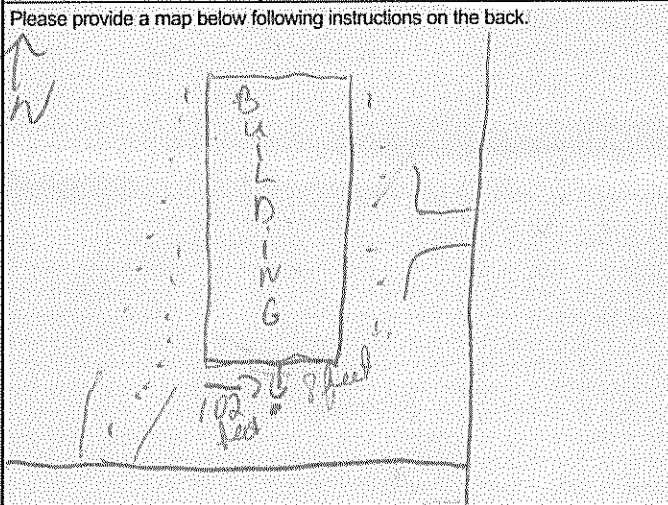 Please provide a map below following instructions on the back.
N
BUILDING
102 8 feet
feet